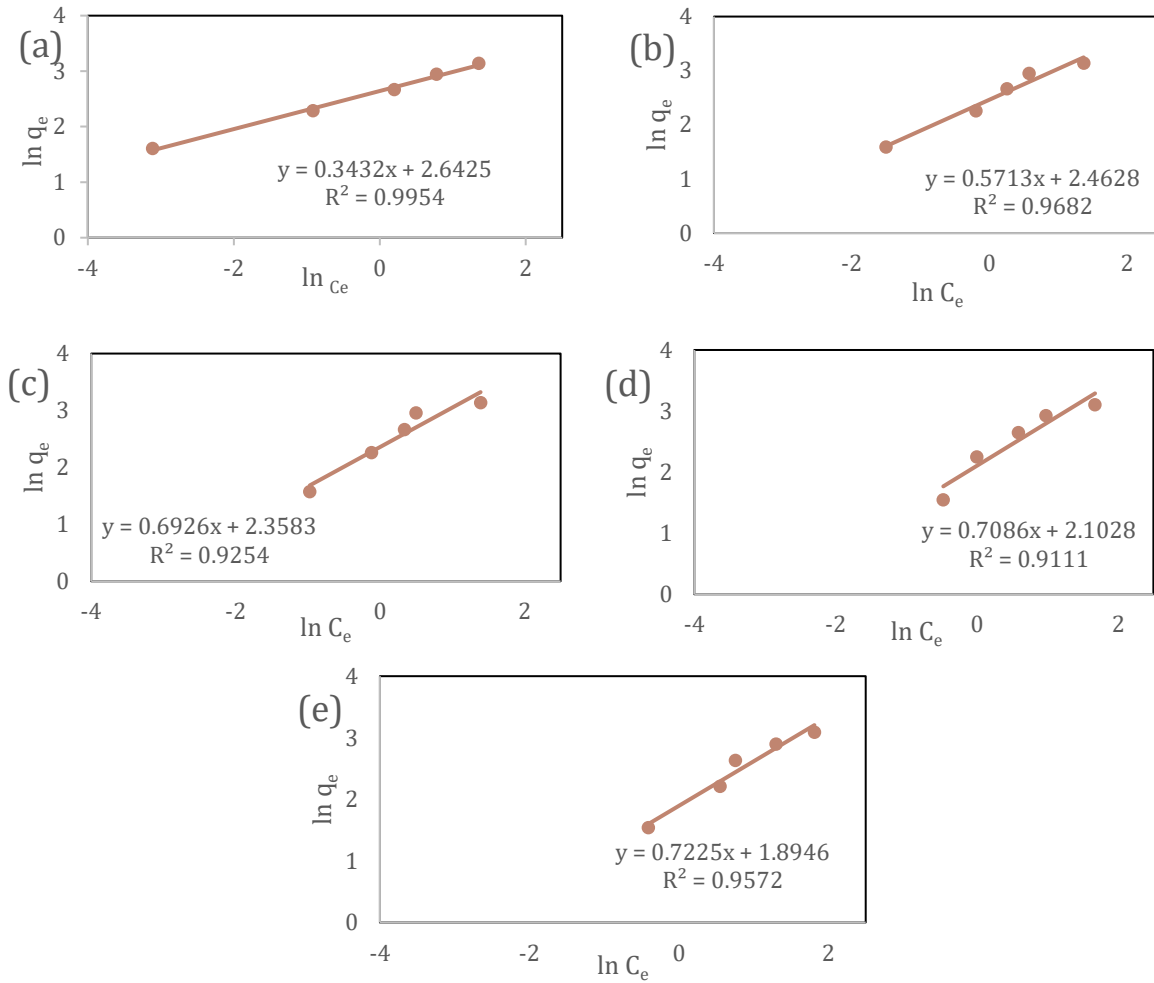 (a)
4
3
2
1
0
ln qₑ
y = 0.3432x + 2.6425
R² = 0.9954
-4 -2 0 2
ln Cₑ
(b)
4
3
2
1
0
ln qₑ
y = 0.5713x + 2.4628
R² = 0.9682
-4 -2 0 2
ln Cₑ
(c)
4
3
2
1
0
ln qₑ
y = 0.6926x + 2.3583
R² = 0.9254
-4 -2 0 2
ln Cₑ
(d)
4
3
2
1
0
ln qₑ
y = 0.7086x + 2.1028
R² = 0.9111
-4 -2 0 2
ln Cₑ
(e)
4
3
2
1
0
ln qₑ
y = 0.7225x + 1.8946
R² = 0.9572
-4 -2 0 2
ln Cₑ